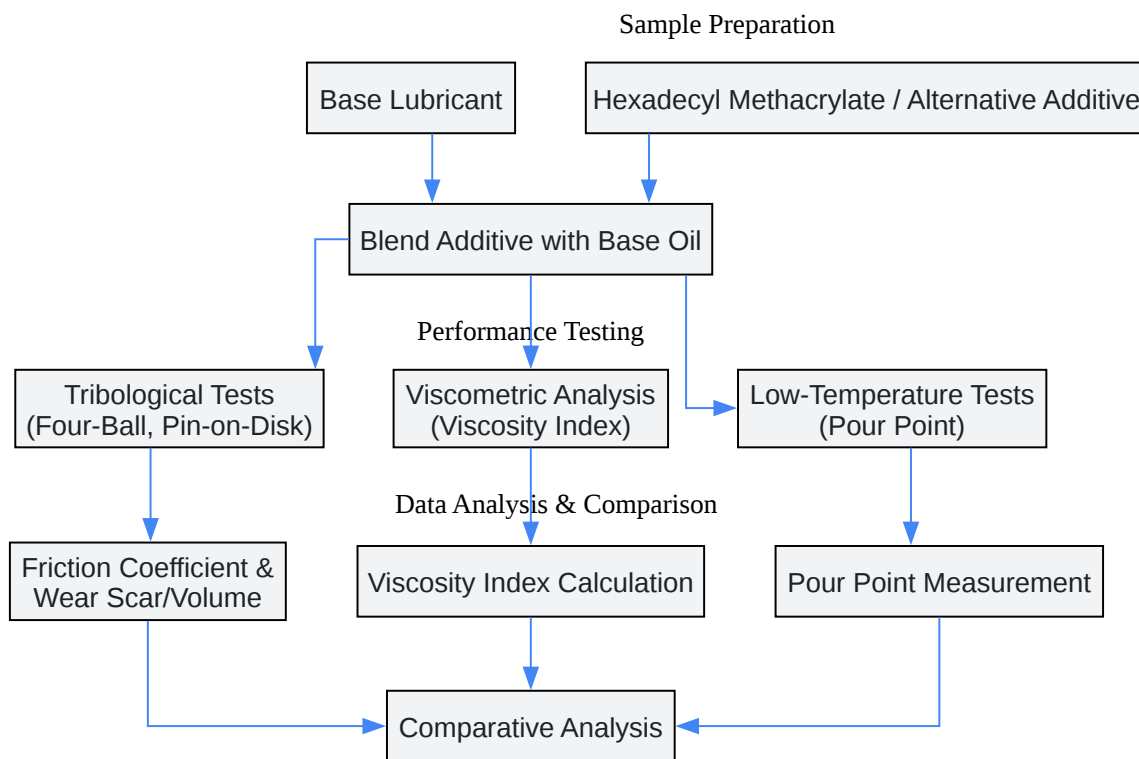 Sample Preparation
Base Lubricant
Hexadecyl Methacrylate / Alternative Additive
Blend Additive with Base Oil
Performance Testing
Tribological Tests
(Four-Ball, Pin-on-Disk)
Viscometric Analysis
(Viscosity Index)
Low-Temperature Tests
(Pour Point)
Data Analysis & Comparison
Friction Coefficient &
Wear Scar/Volume
Viscosity Index Calculation
Pour Point Measurement
Comparative Analysis